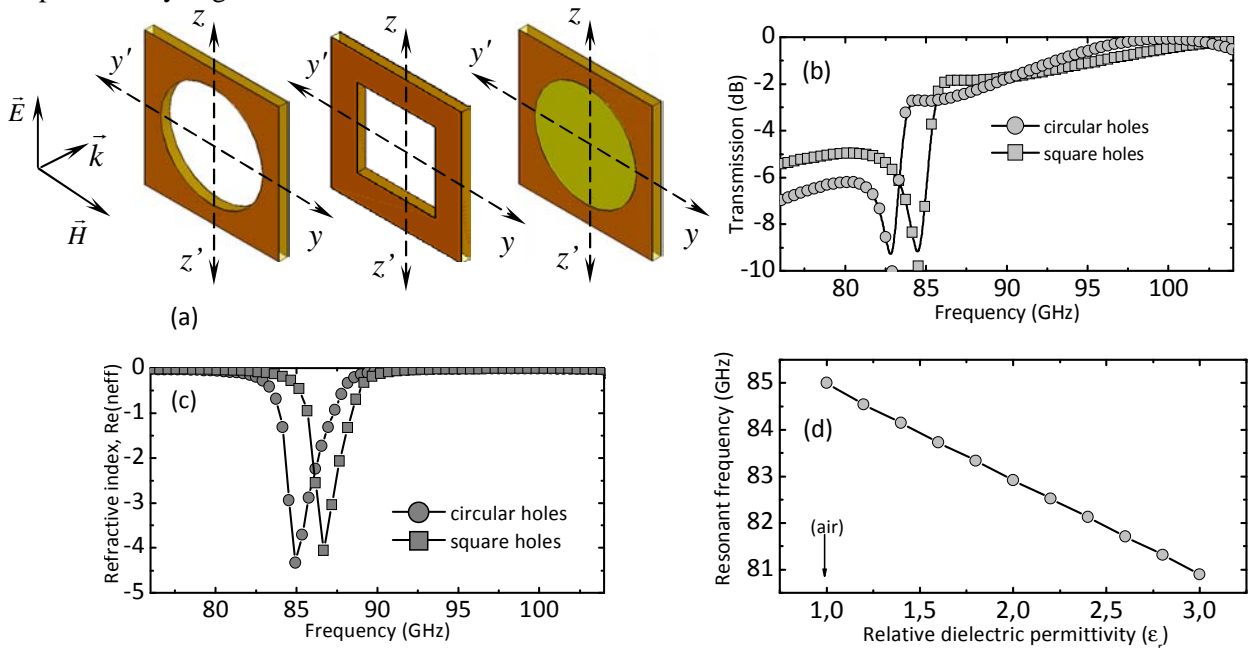 z
z
y′
y′
E⃗
k⃗
H⃗
y
y
z’
z’
z’
(a)
(b)
0
-2
-4
-6
-8
-10
Transmission (dB)
circular holes
square holes
80 85 90 95 100
Frequency (GHz)
(c)
0
-1
-2
-3
-4
-5
Refractive index, Re(neff)
circular holes
square holes
80 85 90 95 100
Frequency (GHz)
(d)
85
84
83
82
81
Resonant frequency (GHz)
(air)
1,0 1,5 2,0 2,5 3,0
Relative dielectric permittivity (εr)